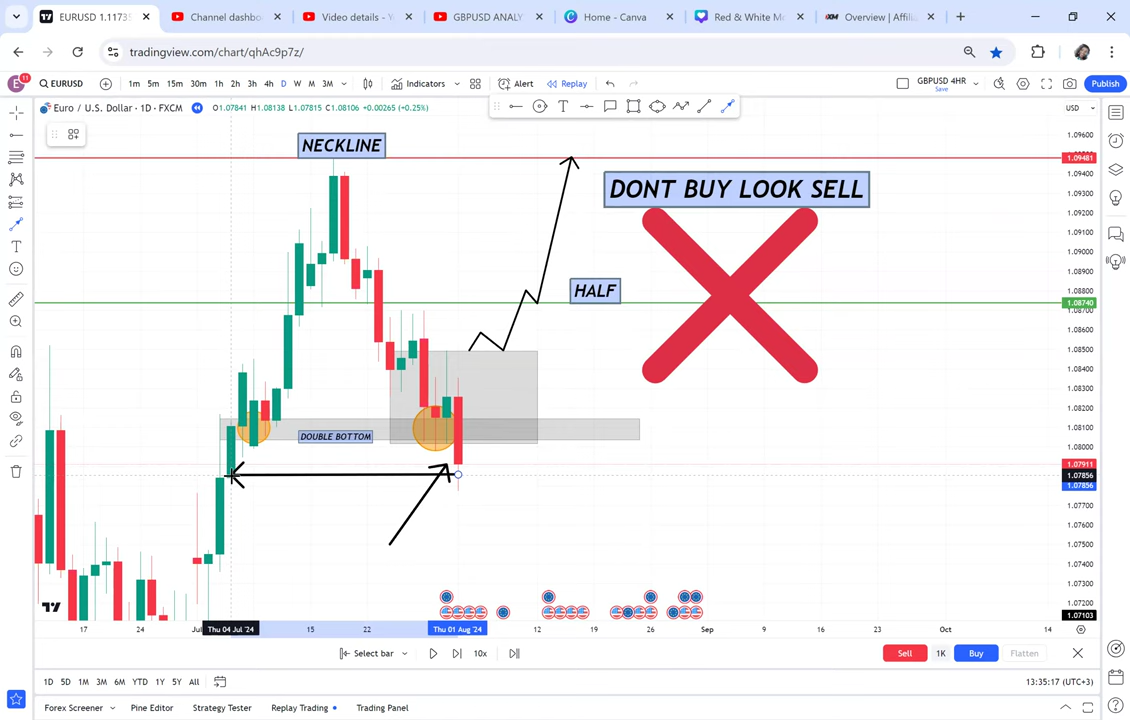 EURUSD 1.1173
Channel dashbo
Video details - Y
GBPUSD ANALY
Home - Canva
Red & White Me
Overview | Affilia
tradingview.com/chart/qhAc9p7z/
E
11
EURUSD
1m 5m 15m 30m 1h 2h 3h 4h D W M 3M
Indicators
Alert
Replay
GBPUSD 4HR
Save
Publish
Euro / U.S. Dollar · 1D · FXCM
O1.07841 H1.08138 L1.07815 C1.08106 +0.00265 (+0.25%)
USD
NECKLINE
DONT BUY LOOK SELL
HALF
DOUBLE BOTTOM
1.09600
1.09481
1.09400
1.09300
1.09200
1.09100
1.09000
1.08900
1.08800
1.08740
1.08600
1.08500
1.08400
1.08300
1.08200
1.08100
1.08000
1.07911
1.07856
1.07856
1.07700
1.07600
1.07500
1.07400
1.07300
1.07200
1.07103
17 24 Jul Thu 04 Jul '24 15 22 Thu 01 Aug '24 12 19 26 Sep 9 16 23 Oct 14
Select bar
10x
Sell
1K
Buy
Flatten
1D 5D 1M 3M 6M YTD 1Y 5Y All
13:35:17 (UTC+3)
Forex Screener
Pine Editor
Strategy Tester
Replay Trading
Trading Panel